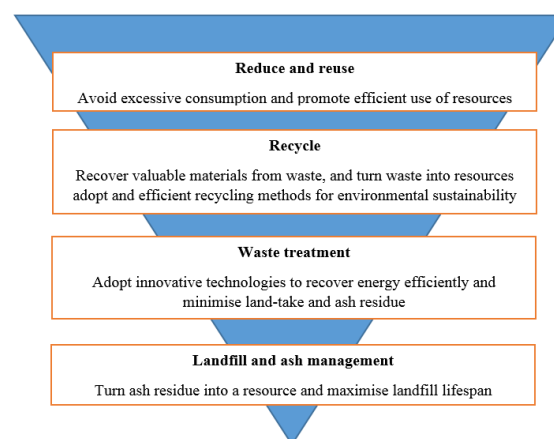 Reduce and reuse
Avoid excessive consumption and promote efficient use of resources
Recycle
Recover valuable materials from waste, and turn waste into resources
adopt and efficient recycling methods for environmental sustainability
Waste treatment
Adopt innovative technologies to recover energy efficiently and
minimise land-take and ash residue
Landfill and ash management
Turn ash residue into a resource and maximise landfill lifespan